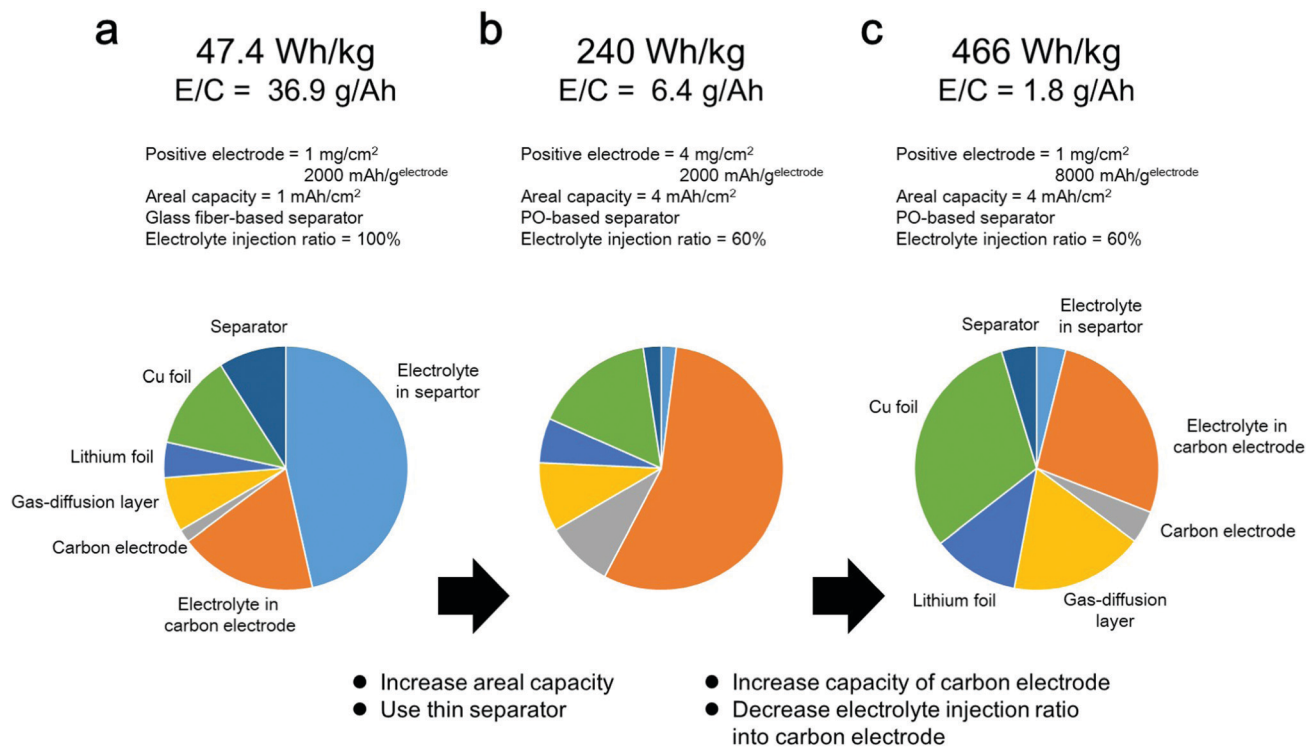 a
47.4 Wh/kg
E/C = 36.9 g/Ah
Positive electrode = 1 mg/cm²
2000 mAh/g^electrode
Areal capacity = 1 mAh/cm²
Glass fiber-based separator
Electrolyte injection ratio = 100%
Separator
Cu foil
Lithium foil
Gas-diffusion layer
Carbon electrode
Electrolyte in
carbon electrode
Electrolyte
in separtor
b
240 Wh/kg
E/C = 6.4 g/Ah
Positive electrode = 4 mg/cm²
2000 mAh/g^electrode
Areal capacity = 4 mAh/cm²
PO-based separator
Electrolyte injection ratio = 60%
c
466 Wh/kg
E/C = 1.8 g/Ah
Positive electrode = 1 mg/cm²
8000 mAh/g^electrode
Areal capacity = 4 mAh/cm²
PO-based separator
Electrolyte injection ratio = 60%
Separator
Electrolyte
in separtor
Cu foil
Electrolyte in
carbon electrode
Carbon electrode
Lithium foil
Gas-diffusion
layer
● Increase areal capacity
● Use thin separator
● Increase capacity of carbon electrode
● Decrease electrolyte injection ratio
into carbon electrode